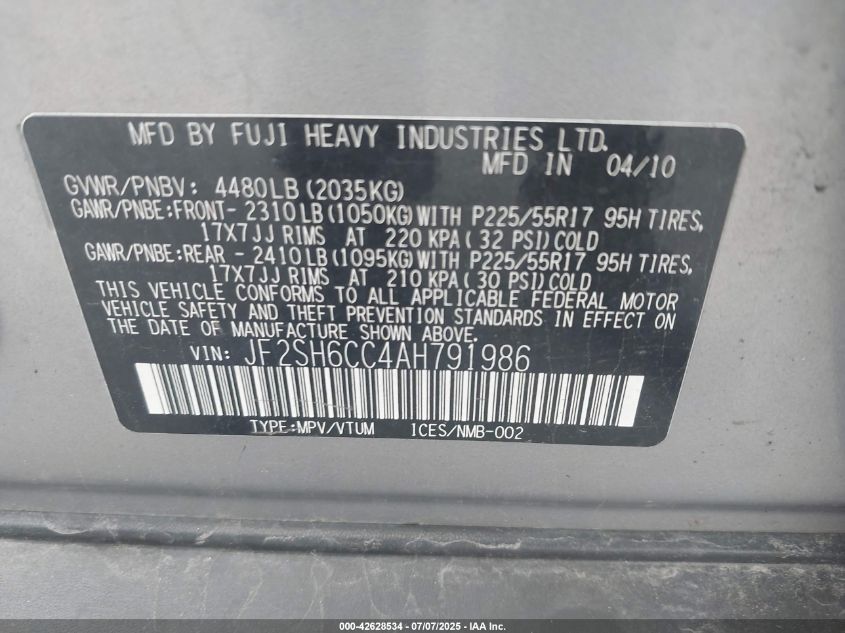 MFD BY FUJI HEAVY INDUSTRIES LTD.
MFD IN 04/10
GVWR/PNBV: 4480LB (2035KG)
GAWR/PNBE:FRONT- 2310LB (1050KG) WITH P225/55R17 95H TIRES,
17X7JJ RIMS AT 220 KPA ( 32 PSI) COLD
GAWR/PNBE:REAR - 2410LB (1095KG) WITH P225/55R17 95H TIRES,
17X7JJ RIMS AT 210 KPA ( 30 PSI) COLD
THIS VEHICLE CONFORMS TO ALL APPLICABLE FEDERAL MOTOR
VEHICLE SAFETY AND THEFT PREVENTION STANDARDS IN EFFECT ON
THE DATE OF MANUFACTURE SHOWN ABOVE.
VIN: JF2SH6CC4AH791986
TYPE:MPV/VTUM ICES/NMB-002
000-42628534 - 07/07/2025 - IAA Inc.